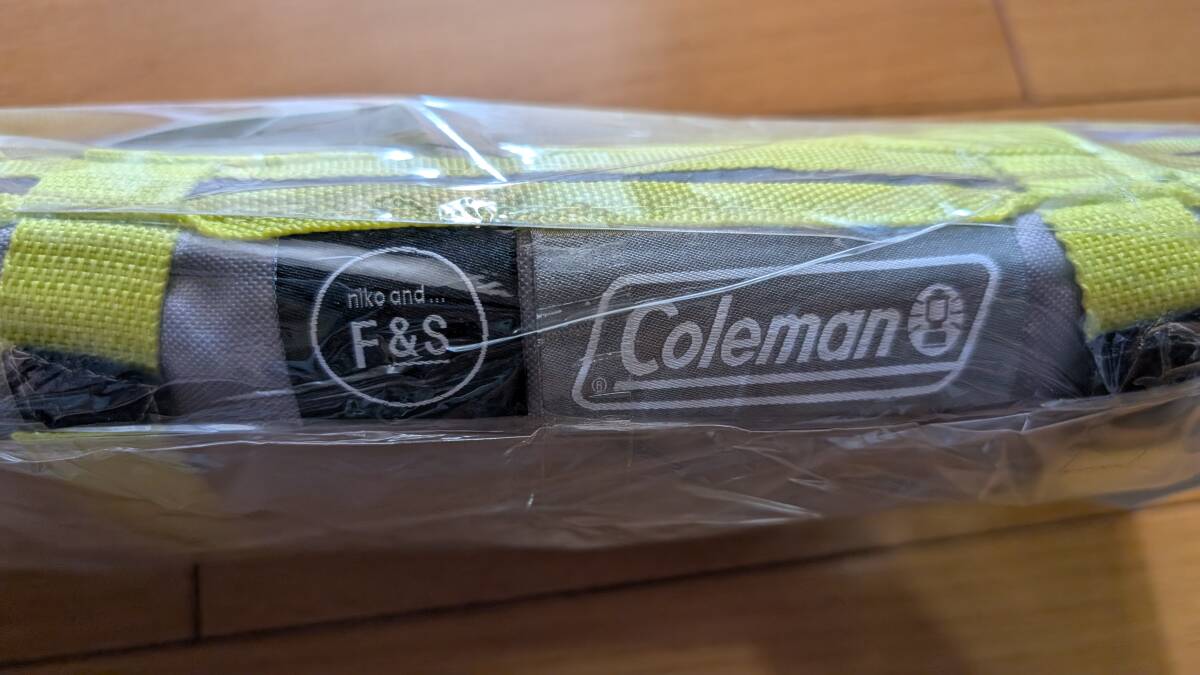 niko and...
F&S
Coleman
®